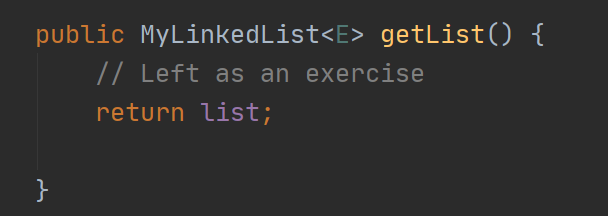 public MyLinkedList<E> getList() {
// Left as an exercise
return list;
}